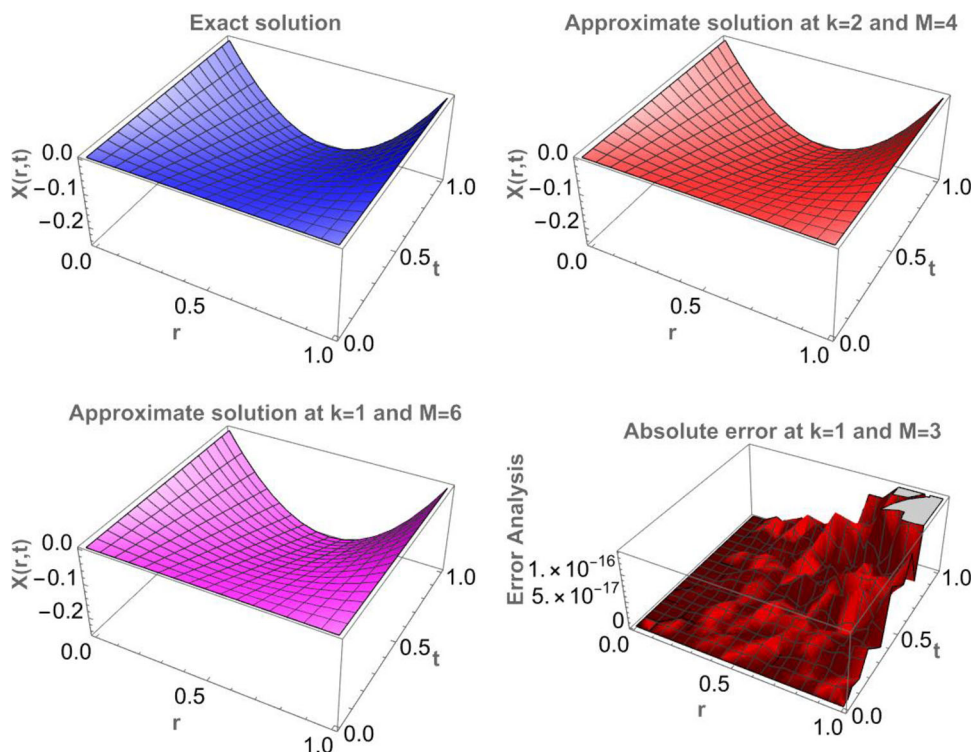 Exact solution
X(r,t)
0.0
−0.1
−0.2
0.0
0.5
1.0
r
0.0
0.5
1.0
t
Approximate solution at k=2 and M=4
X(r,t)
0.0
−0.1
−0.2
0.0
0.5
1.0
r
0.0
0.5
1.0
t
Approximate solution at k=1 and M=6
X(r,t)
0.0
−0.1
−0.2
0.0
0.5
1.0
r
0.0
0.5
1.0
t
Absolute error at k=1 and M=3
Error Analysis
1.×10⁻¹⁶
5.×10⁻¹⁷
0
0.0
0.5
1.0
r
0.0
0.5
1.0
t